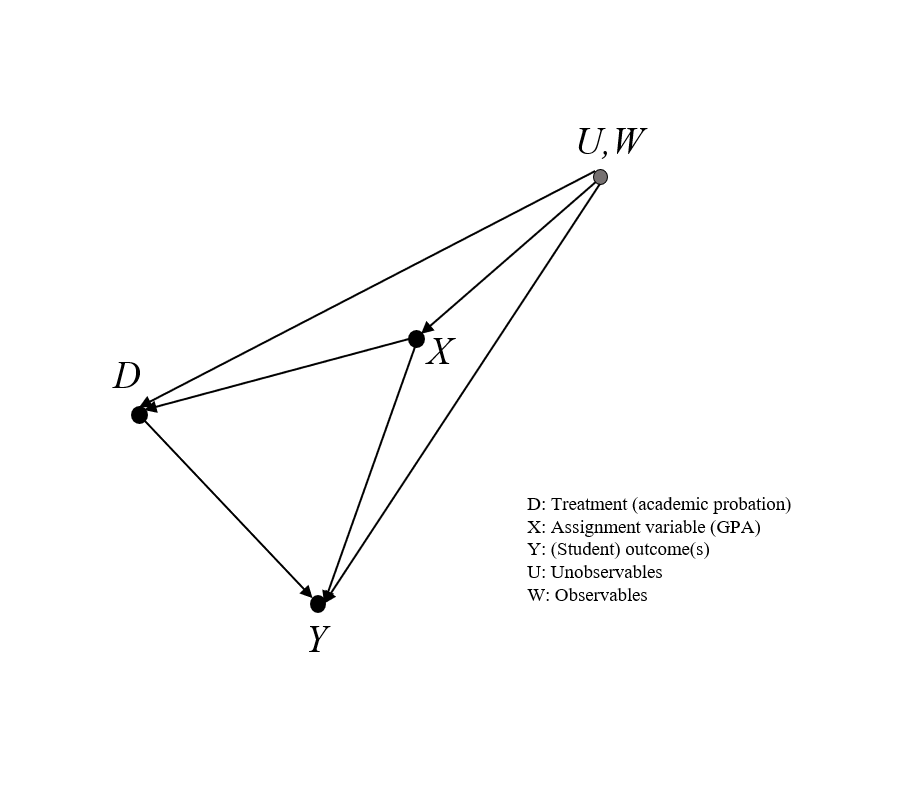 U,W
X
D
D: Treatment (academic probation)
X: Assignment variable (GPA)
Y: (Student) outcome(s)
U: Unobservables
W: Observables
Y